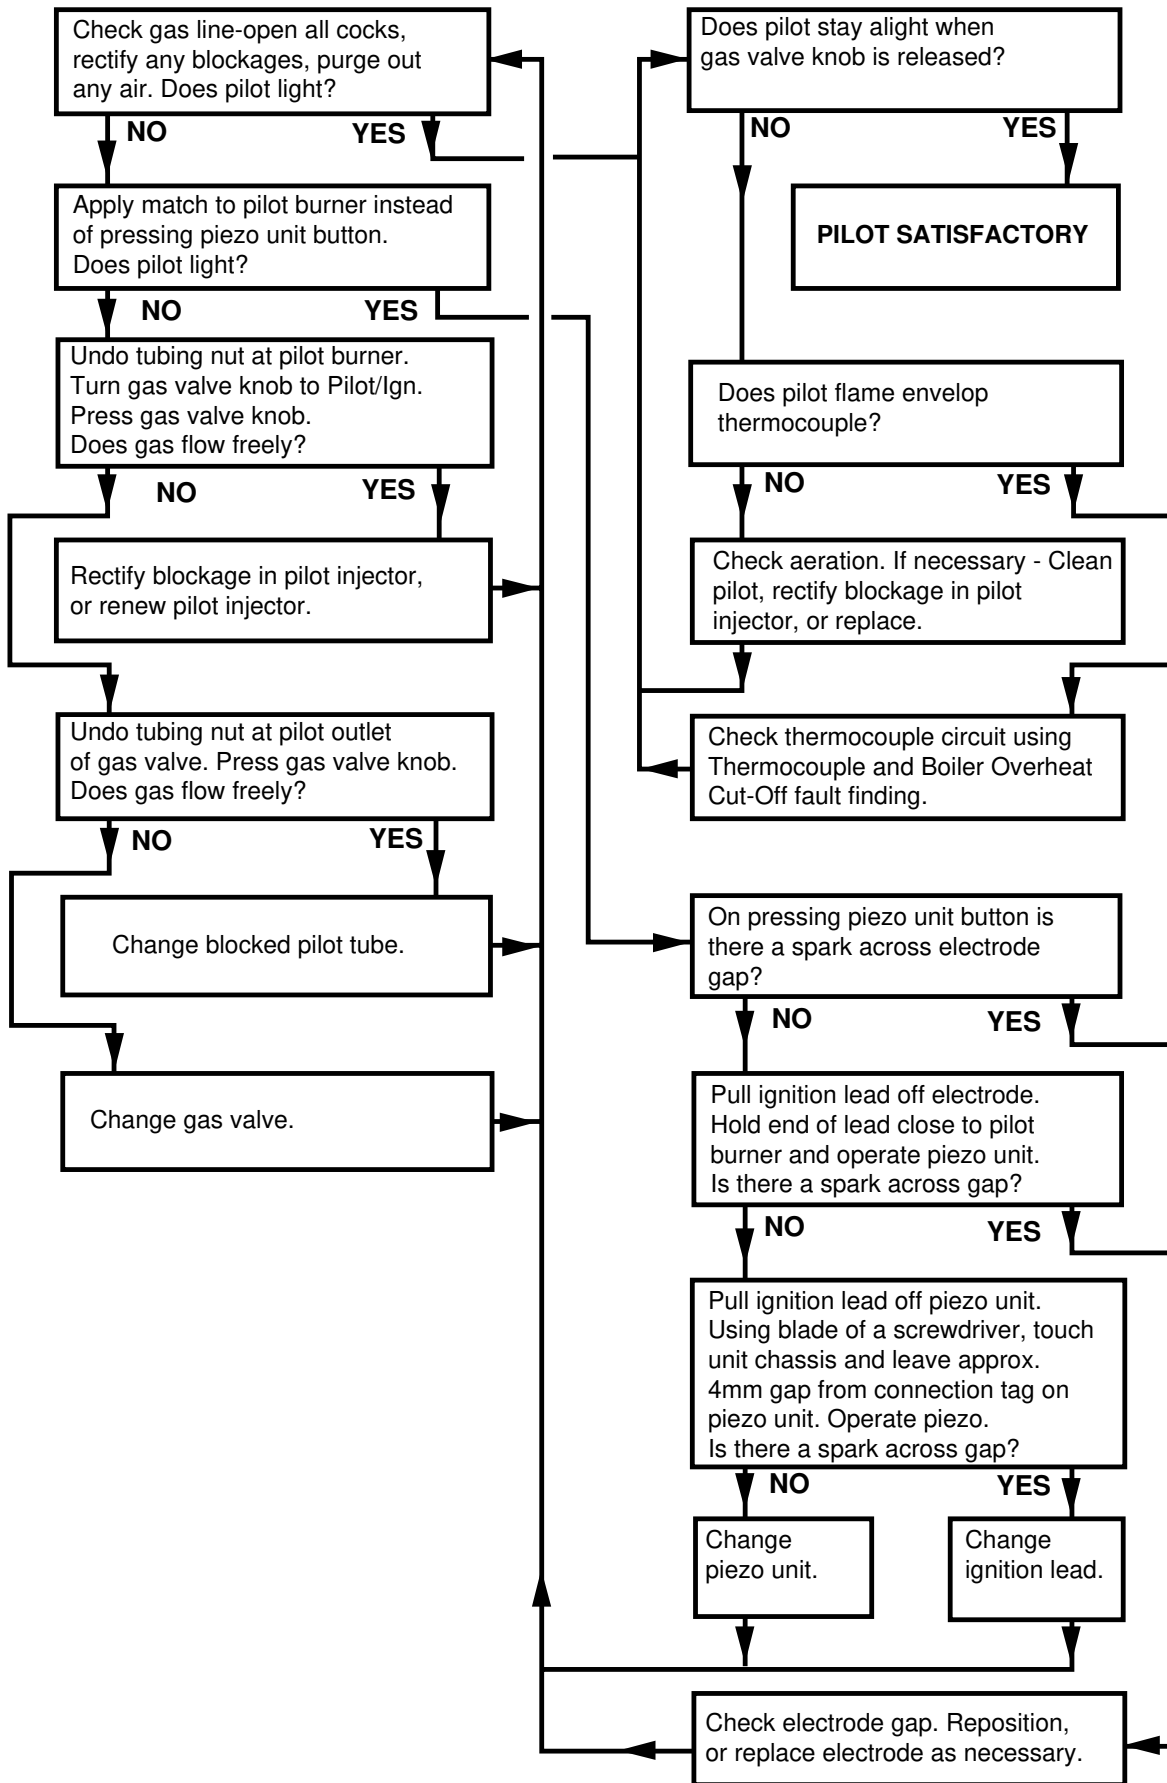 Check gas line-open all cocks,
rectify any blockages, purge out
any air. Does pilot light?
NO
YES
Apply match to pilot burner instead
of pressing piezo unit button.
Does pilot light?
NO
YES
Undo tubing nut at pilot burner.
Turn gas valve knob to Pilot/Ign.
Press gas valve knob.
Does gas flow freely?
NO
YES
Rectify blockage in pilot injector,
or renew pilot injector.
Undo tubing nut at pilot outlet
of gas valve. Press gas valve knob.
Does gas flow freely?
NO
YES
Change blocked pilot tube.
Change gas valve.
Does pilot stay alight when
gas valve knob is released?
NO
YES
PILOT SATISFACTORY
Does pilot flame envelop
thermocouple?
NO
YES
Check aeration. If necessary - Clean
pilot, rectify blockage in pilot
injector, or replace.
Check thermocouple circuit using
Thermocouple and Boiler Overheat
Cut-Off fault finding.
On pressing piezo unit button is
there a spark across electrode
gap?
NO
YES
Pull ignition lead off electrode.
Hold end of lead close to pilot
burner and operate piezo unit.
Is there a spark across gap?
NO
YES
Pull ignition lead off piezo unit.
Using blade of a screwdriver, touch
unit chassis and leave approx.
4mm gap from connection tag on
piezo unit. Operate piezo.
Is there a spark across gap?
NO
YES
Change
piezo unit.
Change
ignition lead.
Check electrode gap. Reposition,
or replace electrode as necessary.